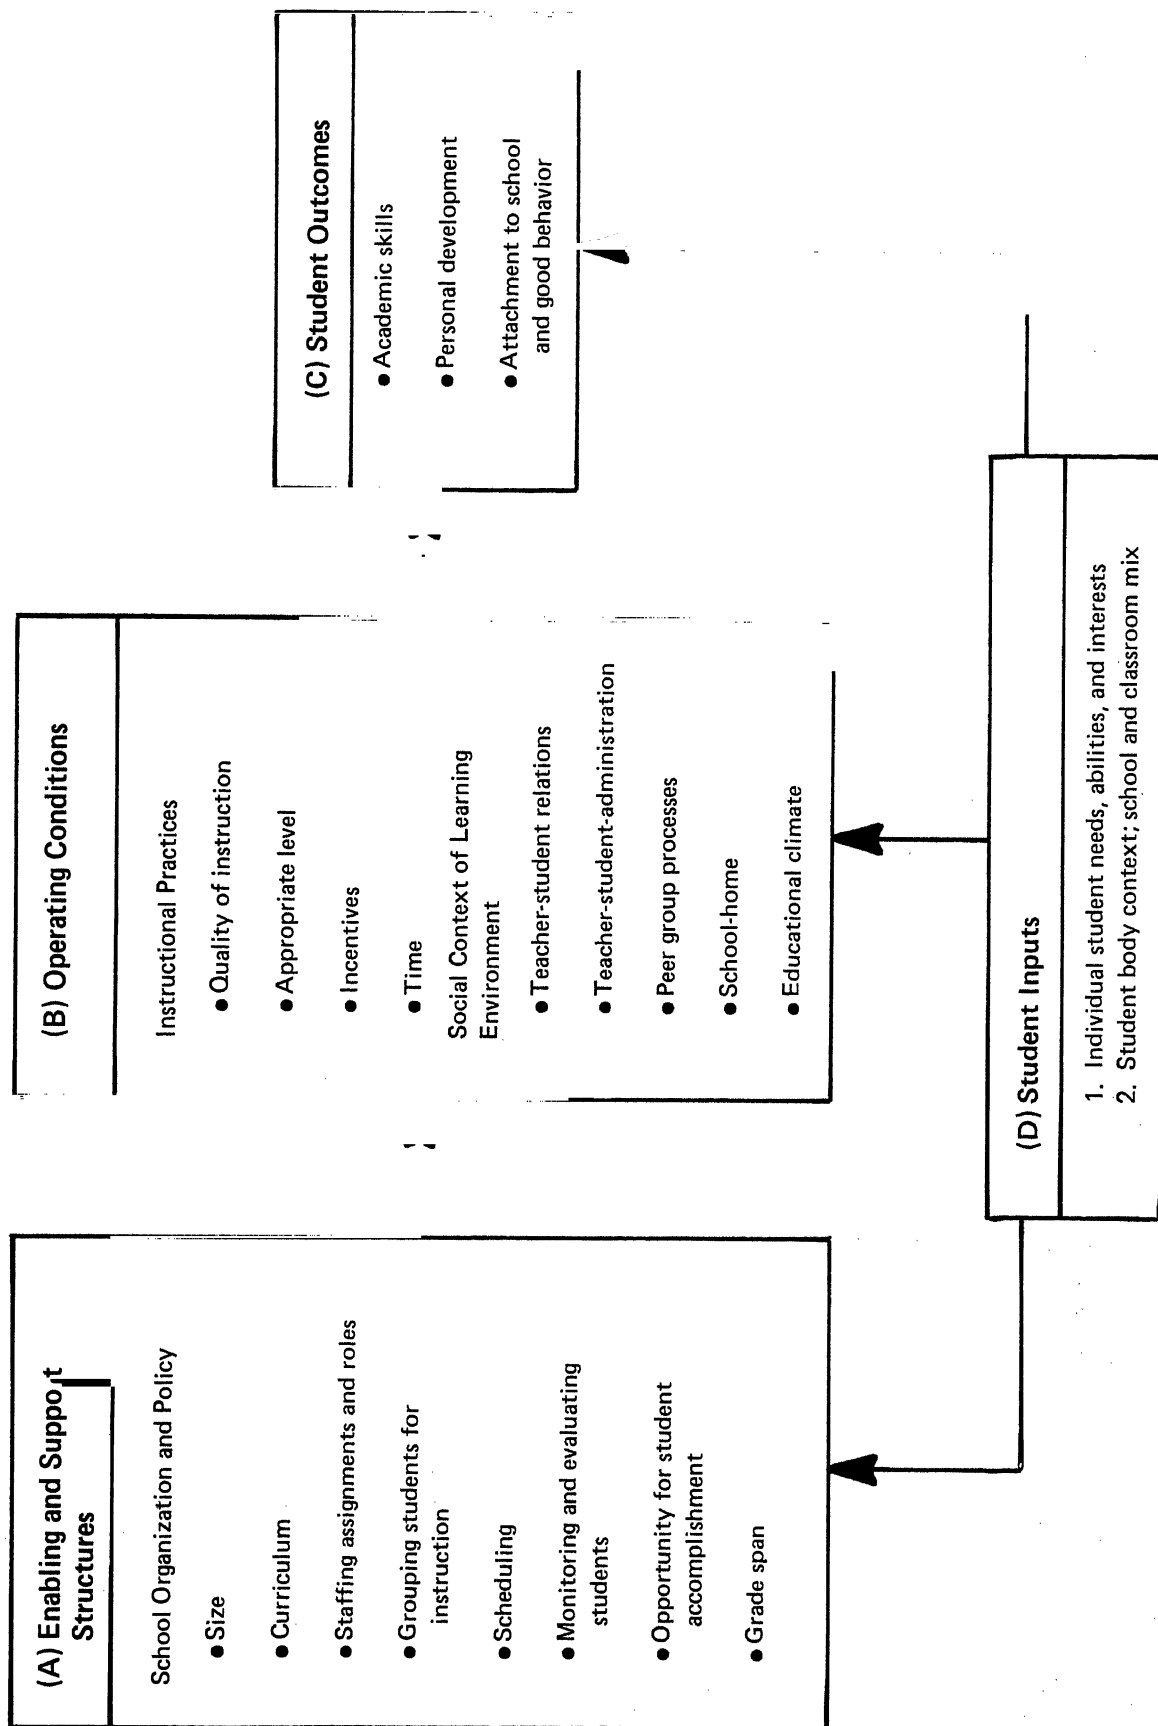 (A) Enabling and Support
Structures
School Organization and Policy
● Size
● Curriculum
● Staffing assignments and roles
● Grouping students for
instruction
● Scheduling
● Monitoring and evaluating
students
● Opportunity for student
accomplishment
● Grade span
(B) Operating Conditions
Instructional Practices
● Quality of instruction
● Appropriate level
● Incentives
● Time
Social Context of Learning
Environment
● Teacher-student relations
● Teacher-student-administration
● Peer group processes
● School-home
● Educational climate
(C) Student Outcomes
● Academic skills
● Personal development
● Attachment to school
and good behavior
(D) Student Inputs
1. Individual student needs, abilities, and interests
2. Student body context; school and classroom mix